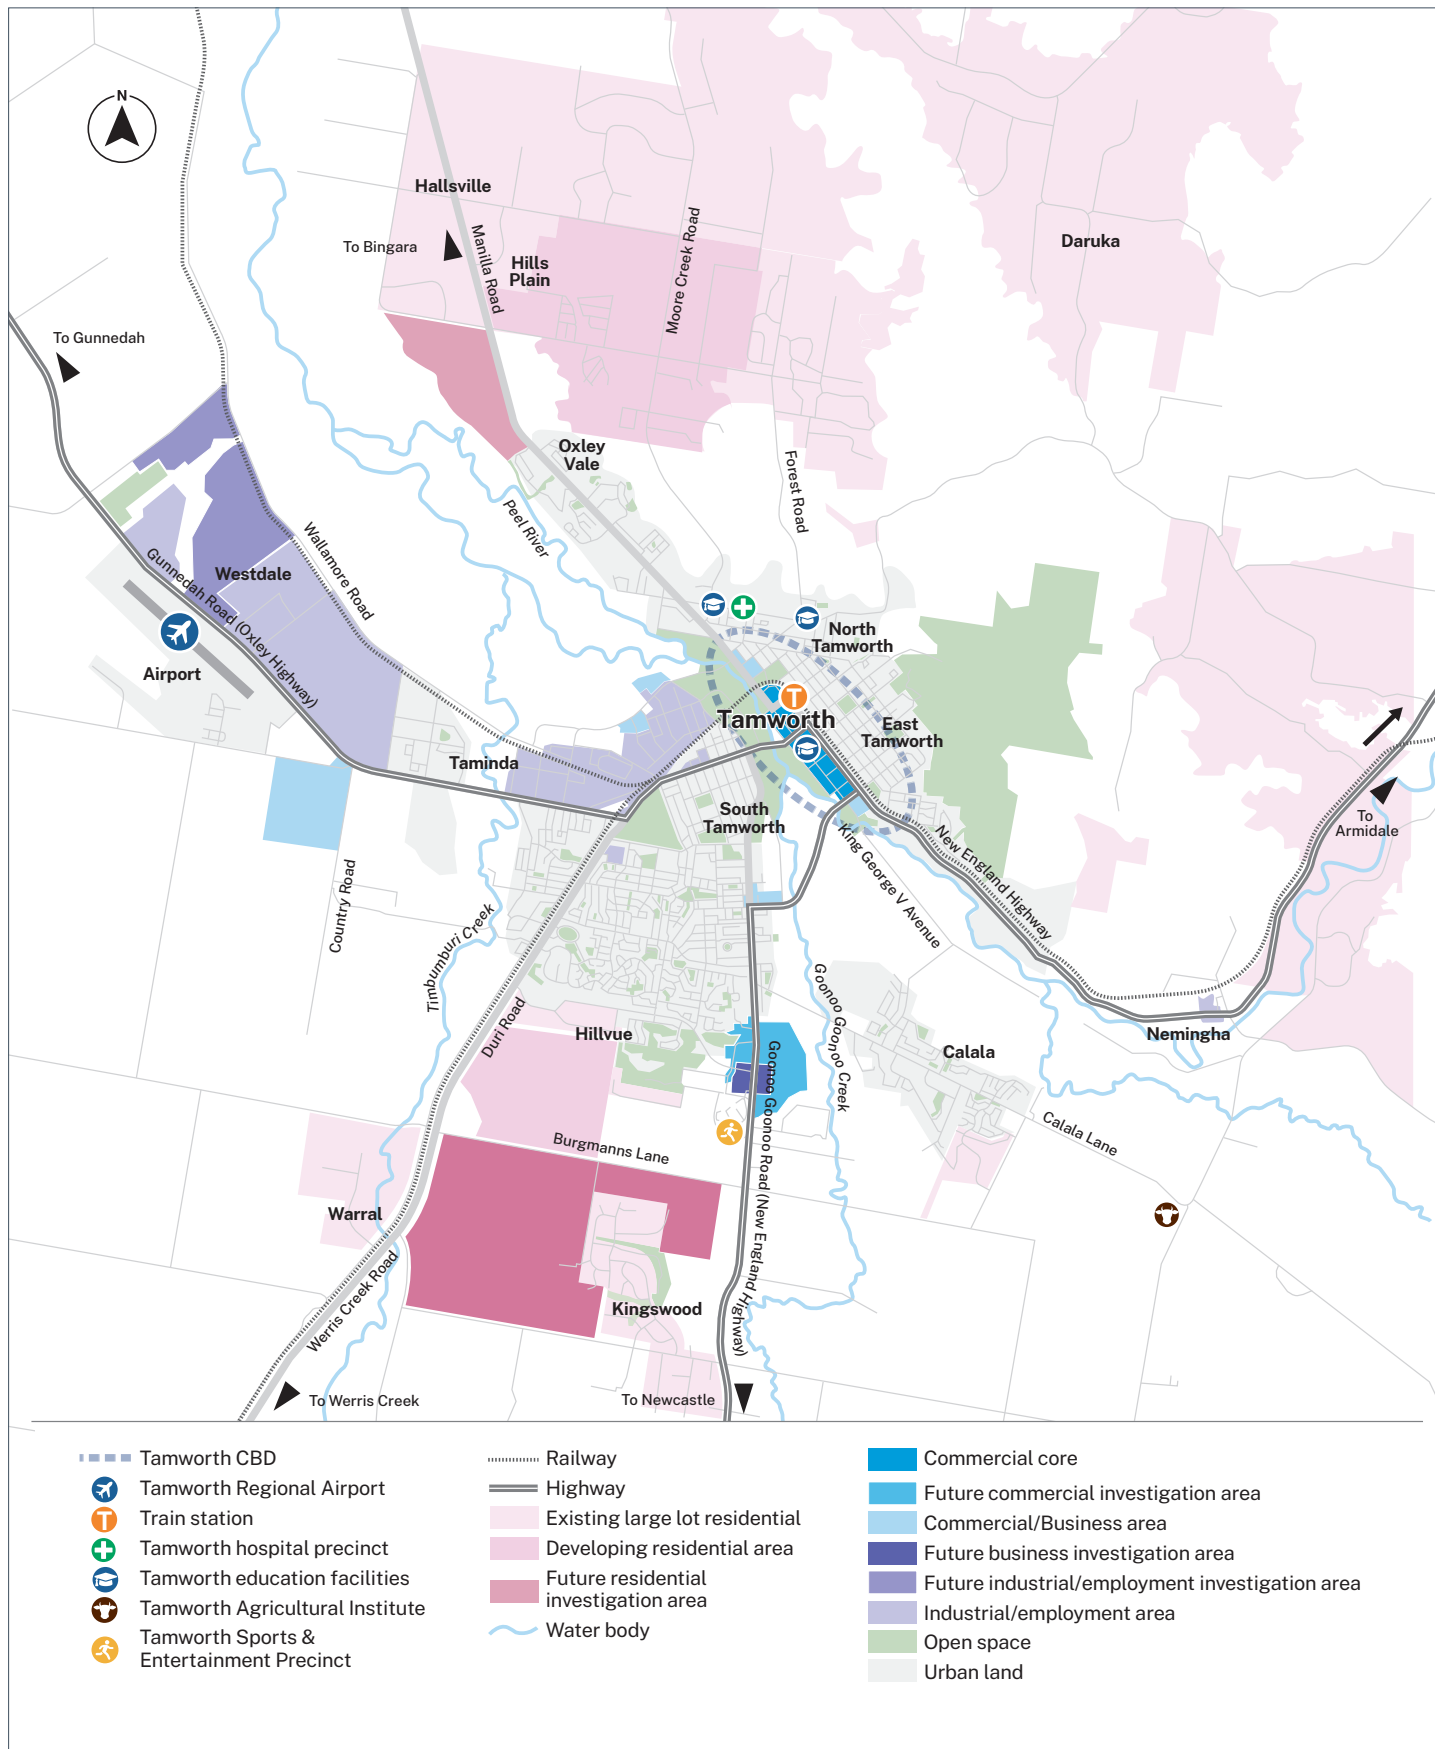 N
Hallsville
To Bingara
Manilla Road
Hills
Plain
Moore Creek Road
Daruka
To Gunnedah
Oxley
Vale
Forest Road
Peel River
Wallamore Road
Westdale
Gunnedah Road (Oxley Highway)
Airport
North
Tamworth
T
Tamworth
East
Tamworth
Taminda
South
Tamworth
To
Armidale
New England Highway
King George V Avenue
Country Road
Timbumburi Creek
Goonoo Goonoo Creek
Duri Road
Hillvue
Calala
Nemingha
Goonoo Goonoo Road (New England Highway)
Calala Lane
Burgmanns Lane
Warral
Werris Creek Road
Kingswood
To Werris Creek
To Newcastle
Tamworth CBD
Tamworth Regional Airport
T Train station
Tamworth hospital precinct
Tamworth education facilities
Tamworth Agricultural Institute
Tamworth Sports &
Entertainment Precinct
Railway
Highway
Existing large lot residential
Developing residential area
Future residential
investigation area
Water body
Commercial core
Future commercial investigation area
Commercial/Business area
Future business investigation area
Future industrial/employment investigation area
Industrial/employment area
Open space
Urban land